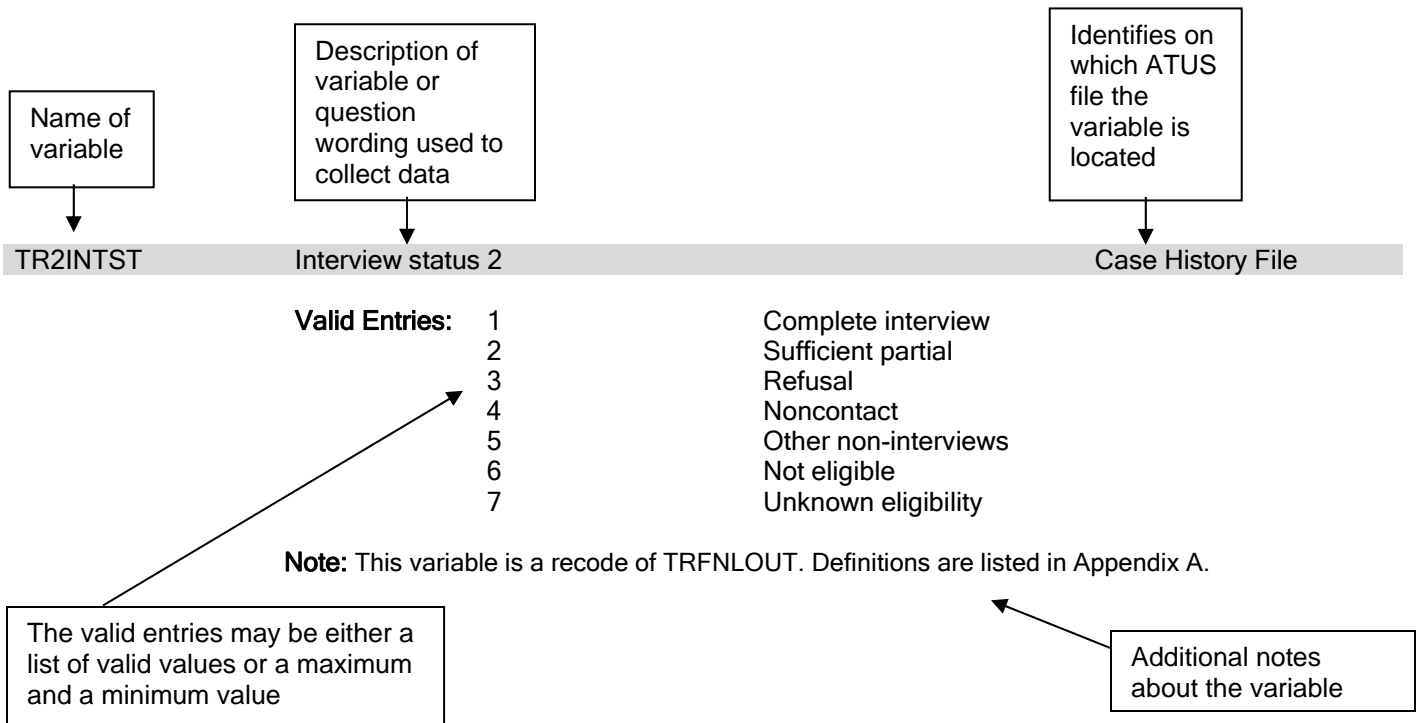 Name of
variable
Description of
variable or
question
wording used to
collect data
Identifies on
which ATUS
file the
variable is
located
TR2INTST Interview status 2 Case History File
Valid Entries: 1 Complete interview
2 Sufficient partial
3 Refusal
4 Noncontact
5 Other non-interviews
6 Not eligible
7 Unknown eligibility
Note: This variable is a recode of TRFNLOUT. Definitions are listed in Appendix A.
The valid entries may be either a
list of valid values or a maximum
and a minimum value
Additional notes
about the variable